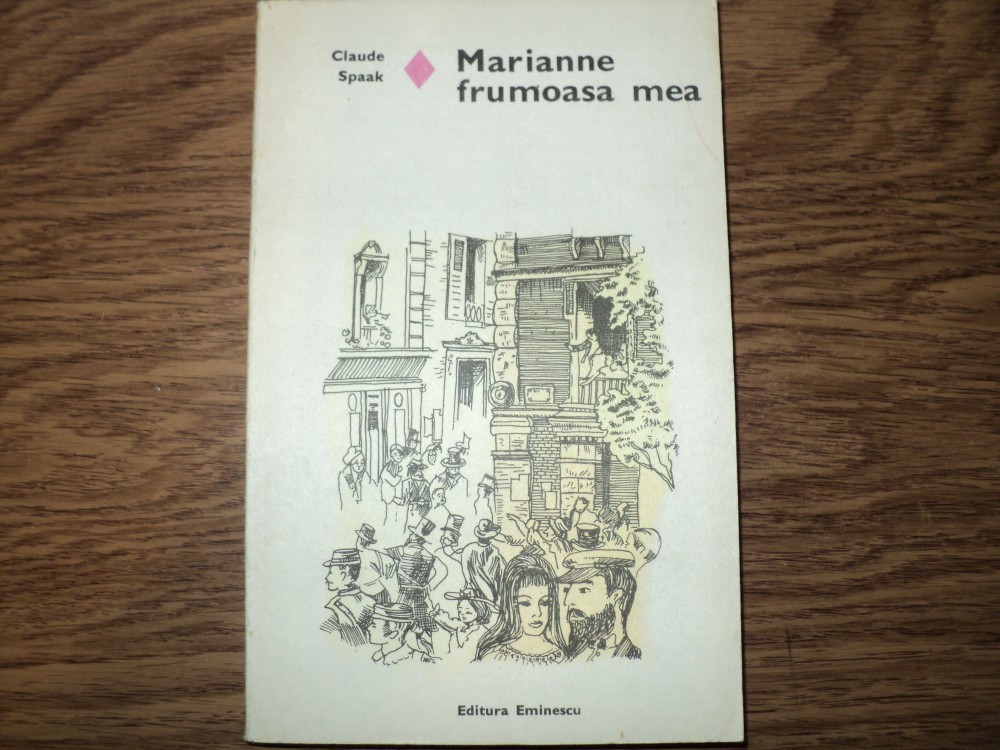 Claude
Spaak
Marianne
frumoasa mea
Editura Eminescu